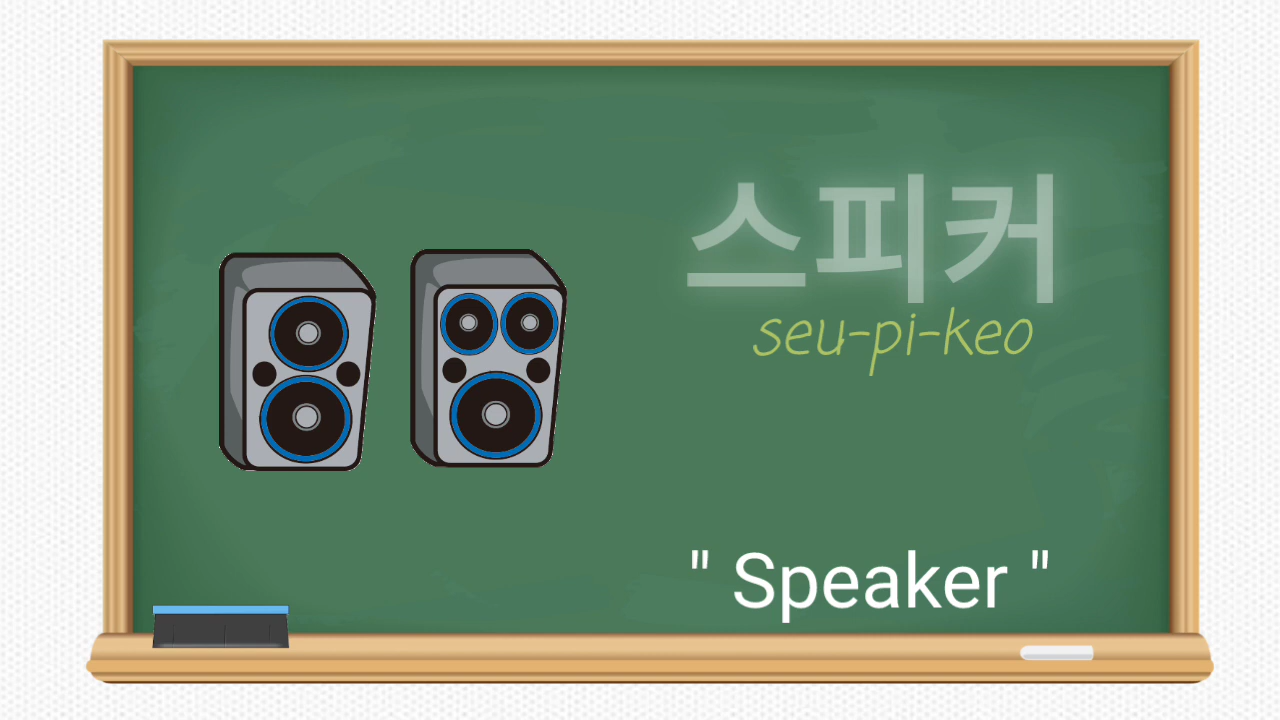 스피커
seu-pi-keo
" Speaker "